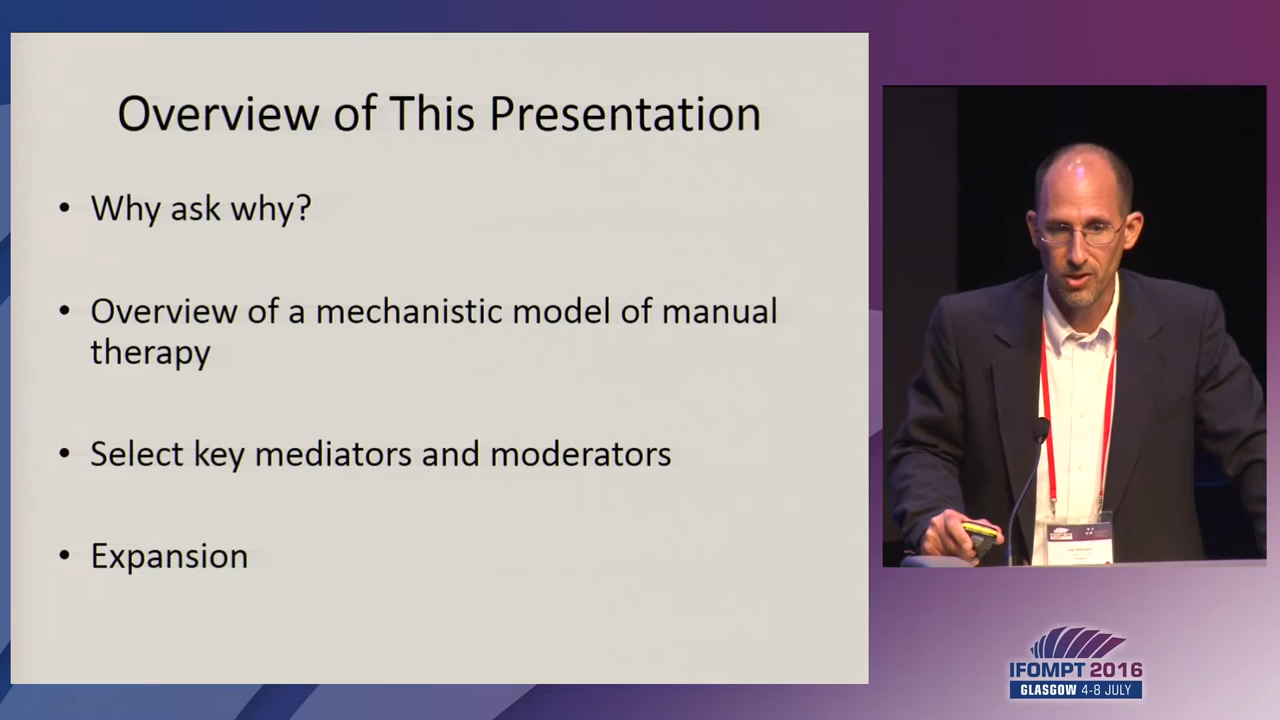 Overview of This Presentation
• Why ask why?
• Overview of a mechanistic model of manual
therapy
• Select key mediators and moderators
• Expansion
IFOMPT 2016
GLASGOW 4-8 JULY